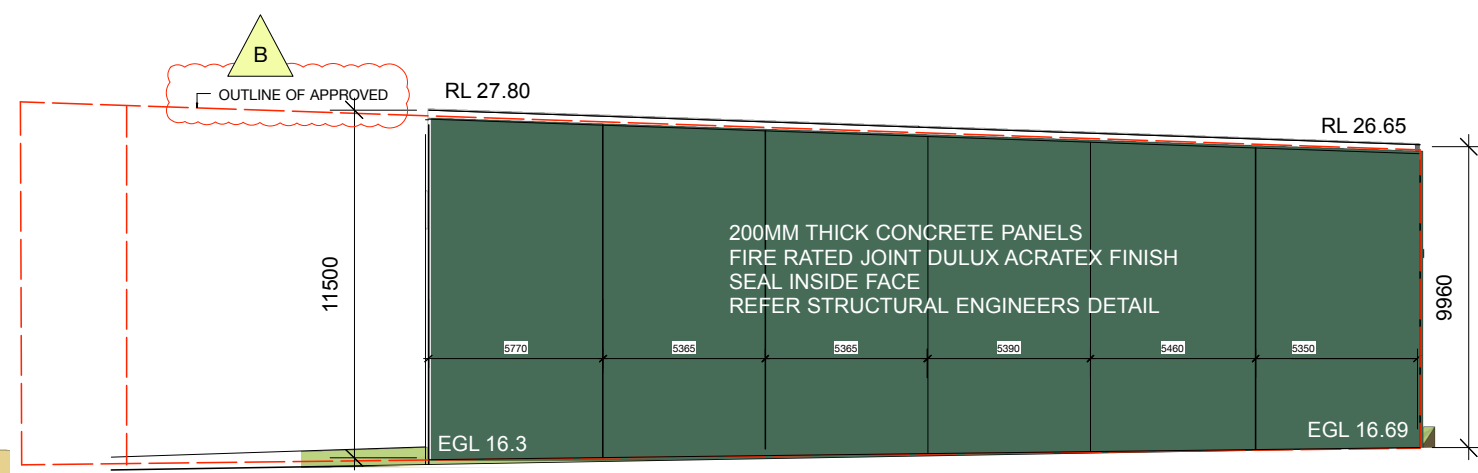 B
OUTLINE OF APPROVED
RL 27.80
RL 26.65
200MM THICK CONCRETE PANELS
FIRE RATED JOINT DULUX ACRATEX FINISH
SEAL INSIDE FACE
REFER STRUCTURAL ENGINEERS DETAIL
11500
9960
5770 5365 5365 5390 5460 5350
EGL 16.3
EGL 16.69